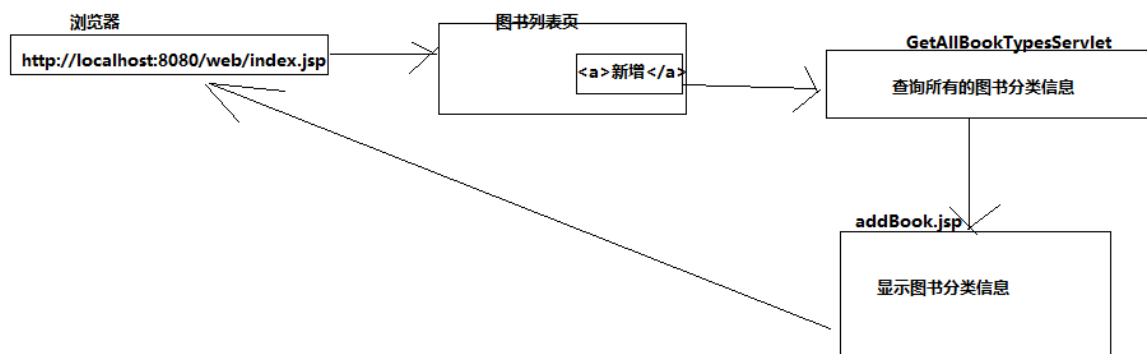 浏览器
http://localhost:8080/web/index.jsp
图书列表页
<a>新增</a>
GetAllBookTypesServlet
查询所有的图书分类信息
addBook.jsp
显示图书分类信息